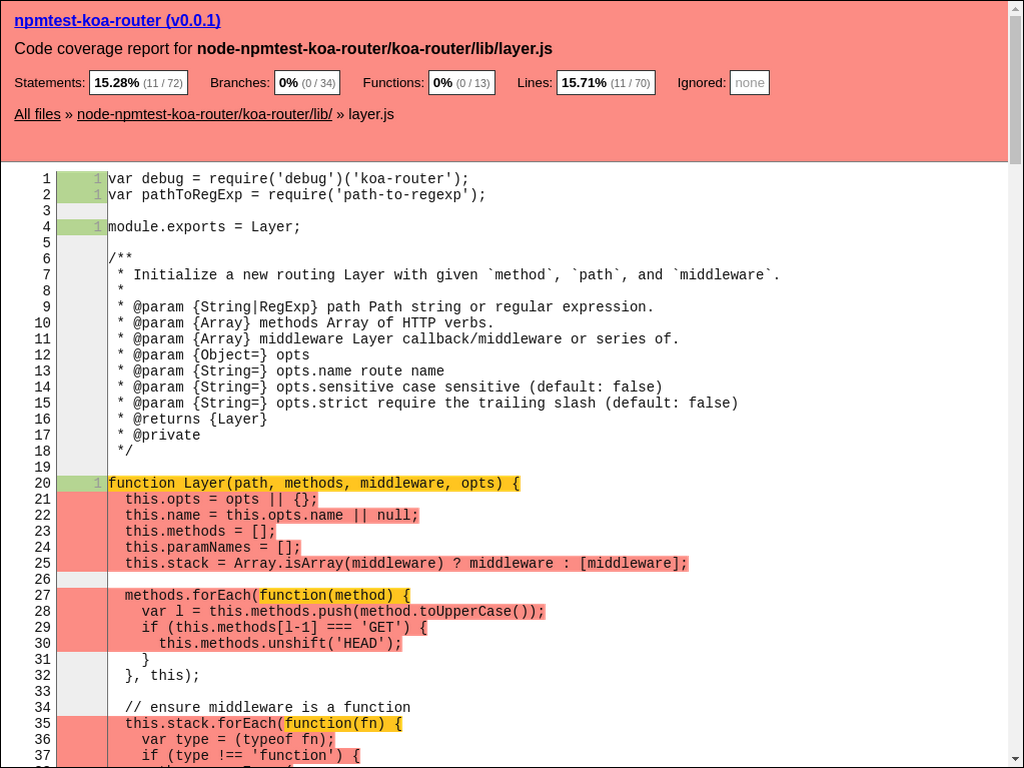 npmtest-koa-router (v0.0.1)
Code coverage report for node-npmtest-koa-router/koa-router/lib/layer.js
Statements: 15.28% (11 / 72) Branches: 0% (0 / 34) Functions: 0% (0 / 13) Lines: 15.71% (11 / 70) Ignored: none
All files » node-npmtest-koa-router/koa-router/lib/ » layer.js
1 1 var debug = require('debug')('koa-router');
2 1 var pathToRegExp = require('path-to-regexp');
3
4 1 module.exports = Layer;
5
6 /**
7  * Initialize a new routing Layer with given `method`, `path`, and `middleware`.
8  *
9  * @param {String|RegExp} path Path string or regular expression.
10  * @param {Array} methods Array of HTTP verbs.
11  * @param {Array} middleware Layer callback/middleware or series of.
12  * @param {Object=} opts
13  * @param {String=} opts.name route name
14  * @param {String=} opts.sensitive case sensitive (default: false)
15  * @param {String=} opts.strict require the trailing slash (default: false)
16  * @returns {Layer}
17  * @private
18  */
19
20 1 function Layer(path, methods, middleware, opts) {
21   this.opts = opts || {};
22   this.name = this.opts.name || null;
23   this.methods = [];
24   this.paramNames = [];
25   this.stack = Array.isArray(middleware) ? middleware : [middleware];
26
27   methods.forEach(function(method) {
28     var l = this.methods.push(method.toUpperCase());
29     if (this.methods[l-1] === 'GET') {
30       this.methods.unshift('HEAD');
31     }
32   }, this);
33
34   // ensure middleware is a function
35   this.stack.forEach(function(fn) {
36     var type = (typeof fn);
37     if (type !== 'function') {